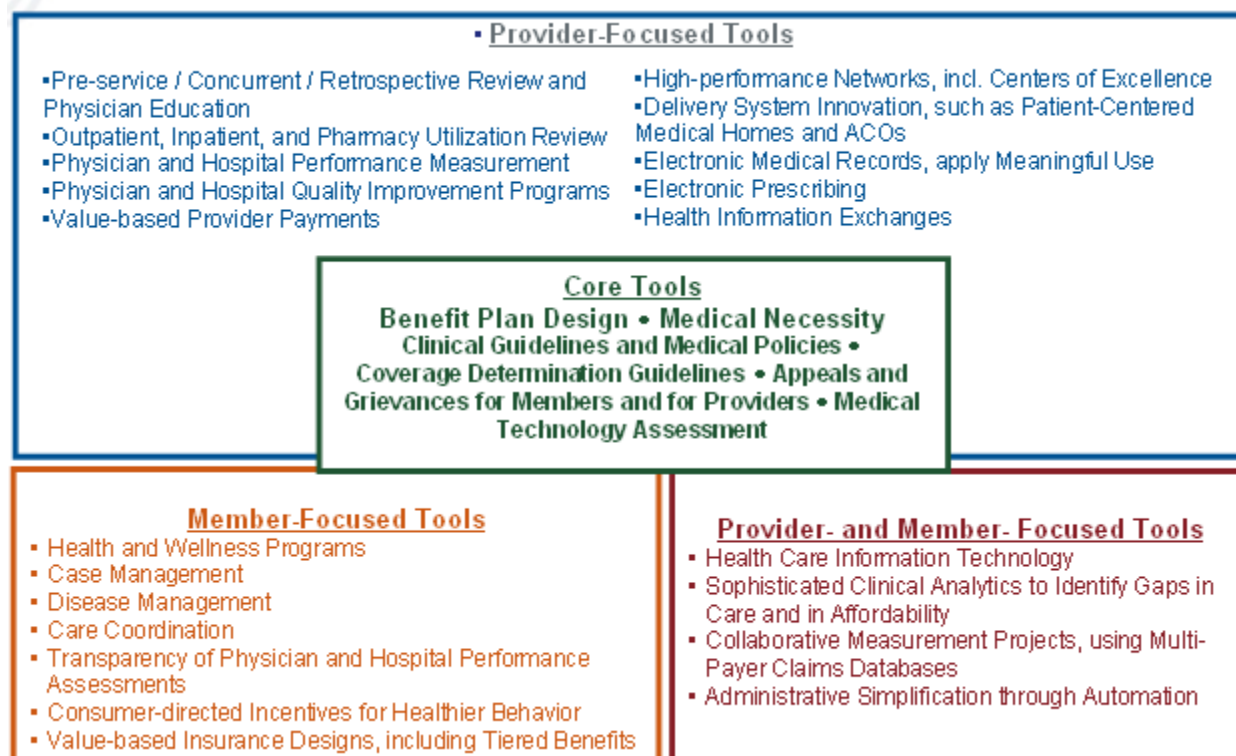 ▪ Provider-Focused Tools
▪Pre-service / Concurrent / Retrospective Review and
Physician Education
▪Outpatient, Inpatient, and Pharmacy Utilization Review
▪Physician and Hospital Performance Measurement
▪Physician and Hospital Quality Improvement Programs
▪Value-based Provider Payments
▪High-performance Networks, incl. Centers of Excellence
▪Delivery System Innovation, such as Patient-Centered
Medical Homes and ACOs
▪Electronic Medical Records, apply Meaningful Use
▪Electronic Prescribing
▪Health Information Exchanges
Core Tools
Benefit Plan Design • Medical Necessity
Clinical Guidelines and Medical Policies •
Coverage Determination Guidelines • Appeals and
Grievances for Members and for Providers • Medical
Technology Assessment
Member-Focused Tools
▪ Health and Wellness Programs
▪ Case Management
▪ Disease Management
▪ Care Coordination
▪ Transparency of Physician and Hospital Performance
Assessments
▪ Consumer-directed Incentives for Healthier Behavior
▪ Value-based Insurance Designs, including Tiered Benefits
Provider- and Member- Focused Tools
▪ Health Care Information Technology
▪ Sophisticated Clinical Analytics to Identify Gaps in
Care and in Affordability
▪ Collaborative Measurement Projects, using Multi-
Payer Claims Databases
▪ Administrative Simplification through Automation